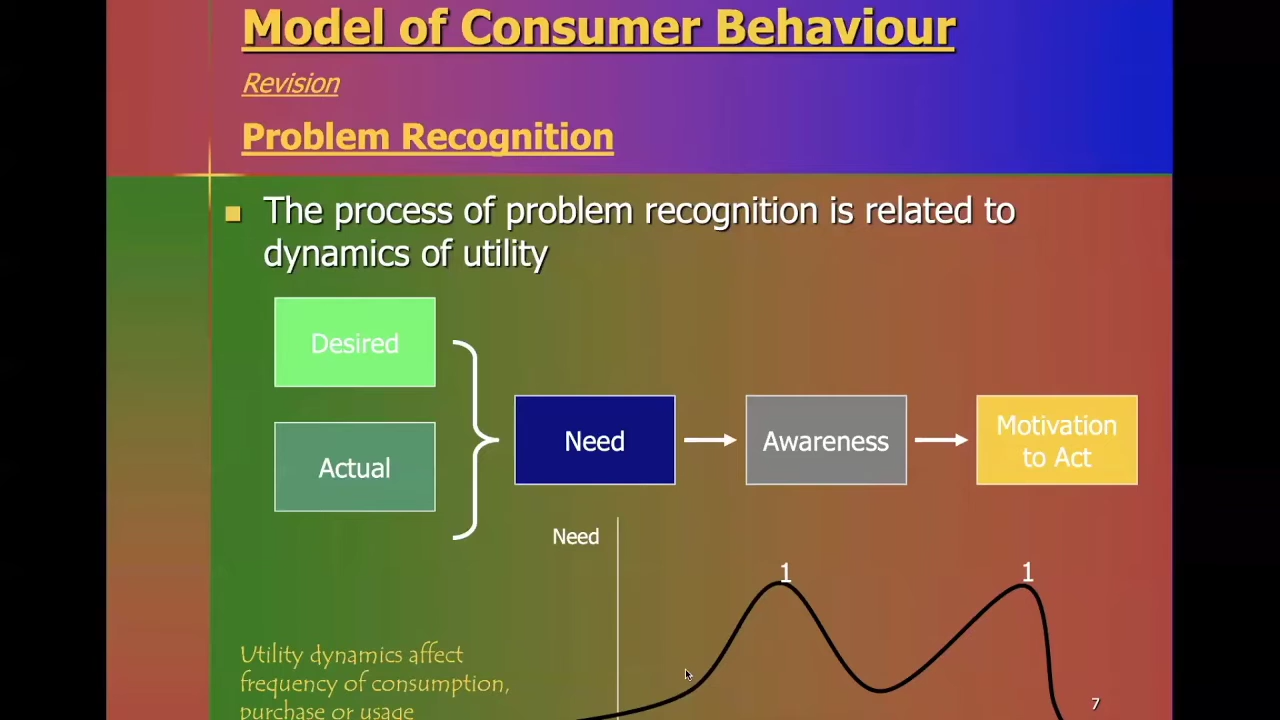 Model of Consumer Behaviour
Revision
Problem Recognition
The process of problem recognition is related to
dynamics of utility
Desired
Actual
Need
Awareness
Motivation
to Act
Need
1
1
Utility dynamics affect
frequency of consumption,
purchase or usage
7